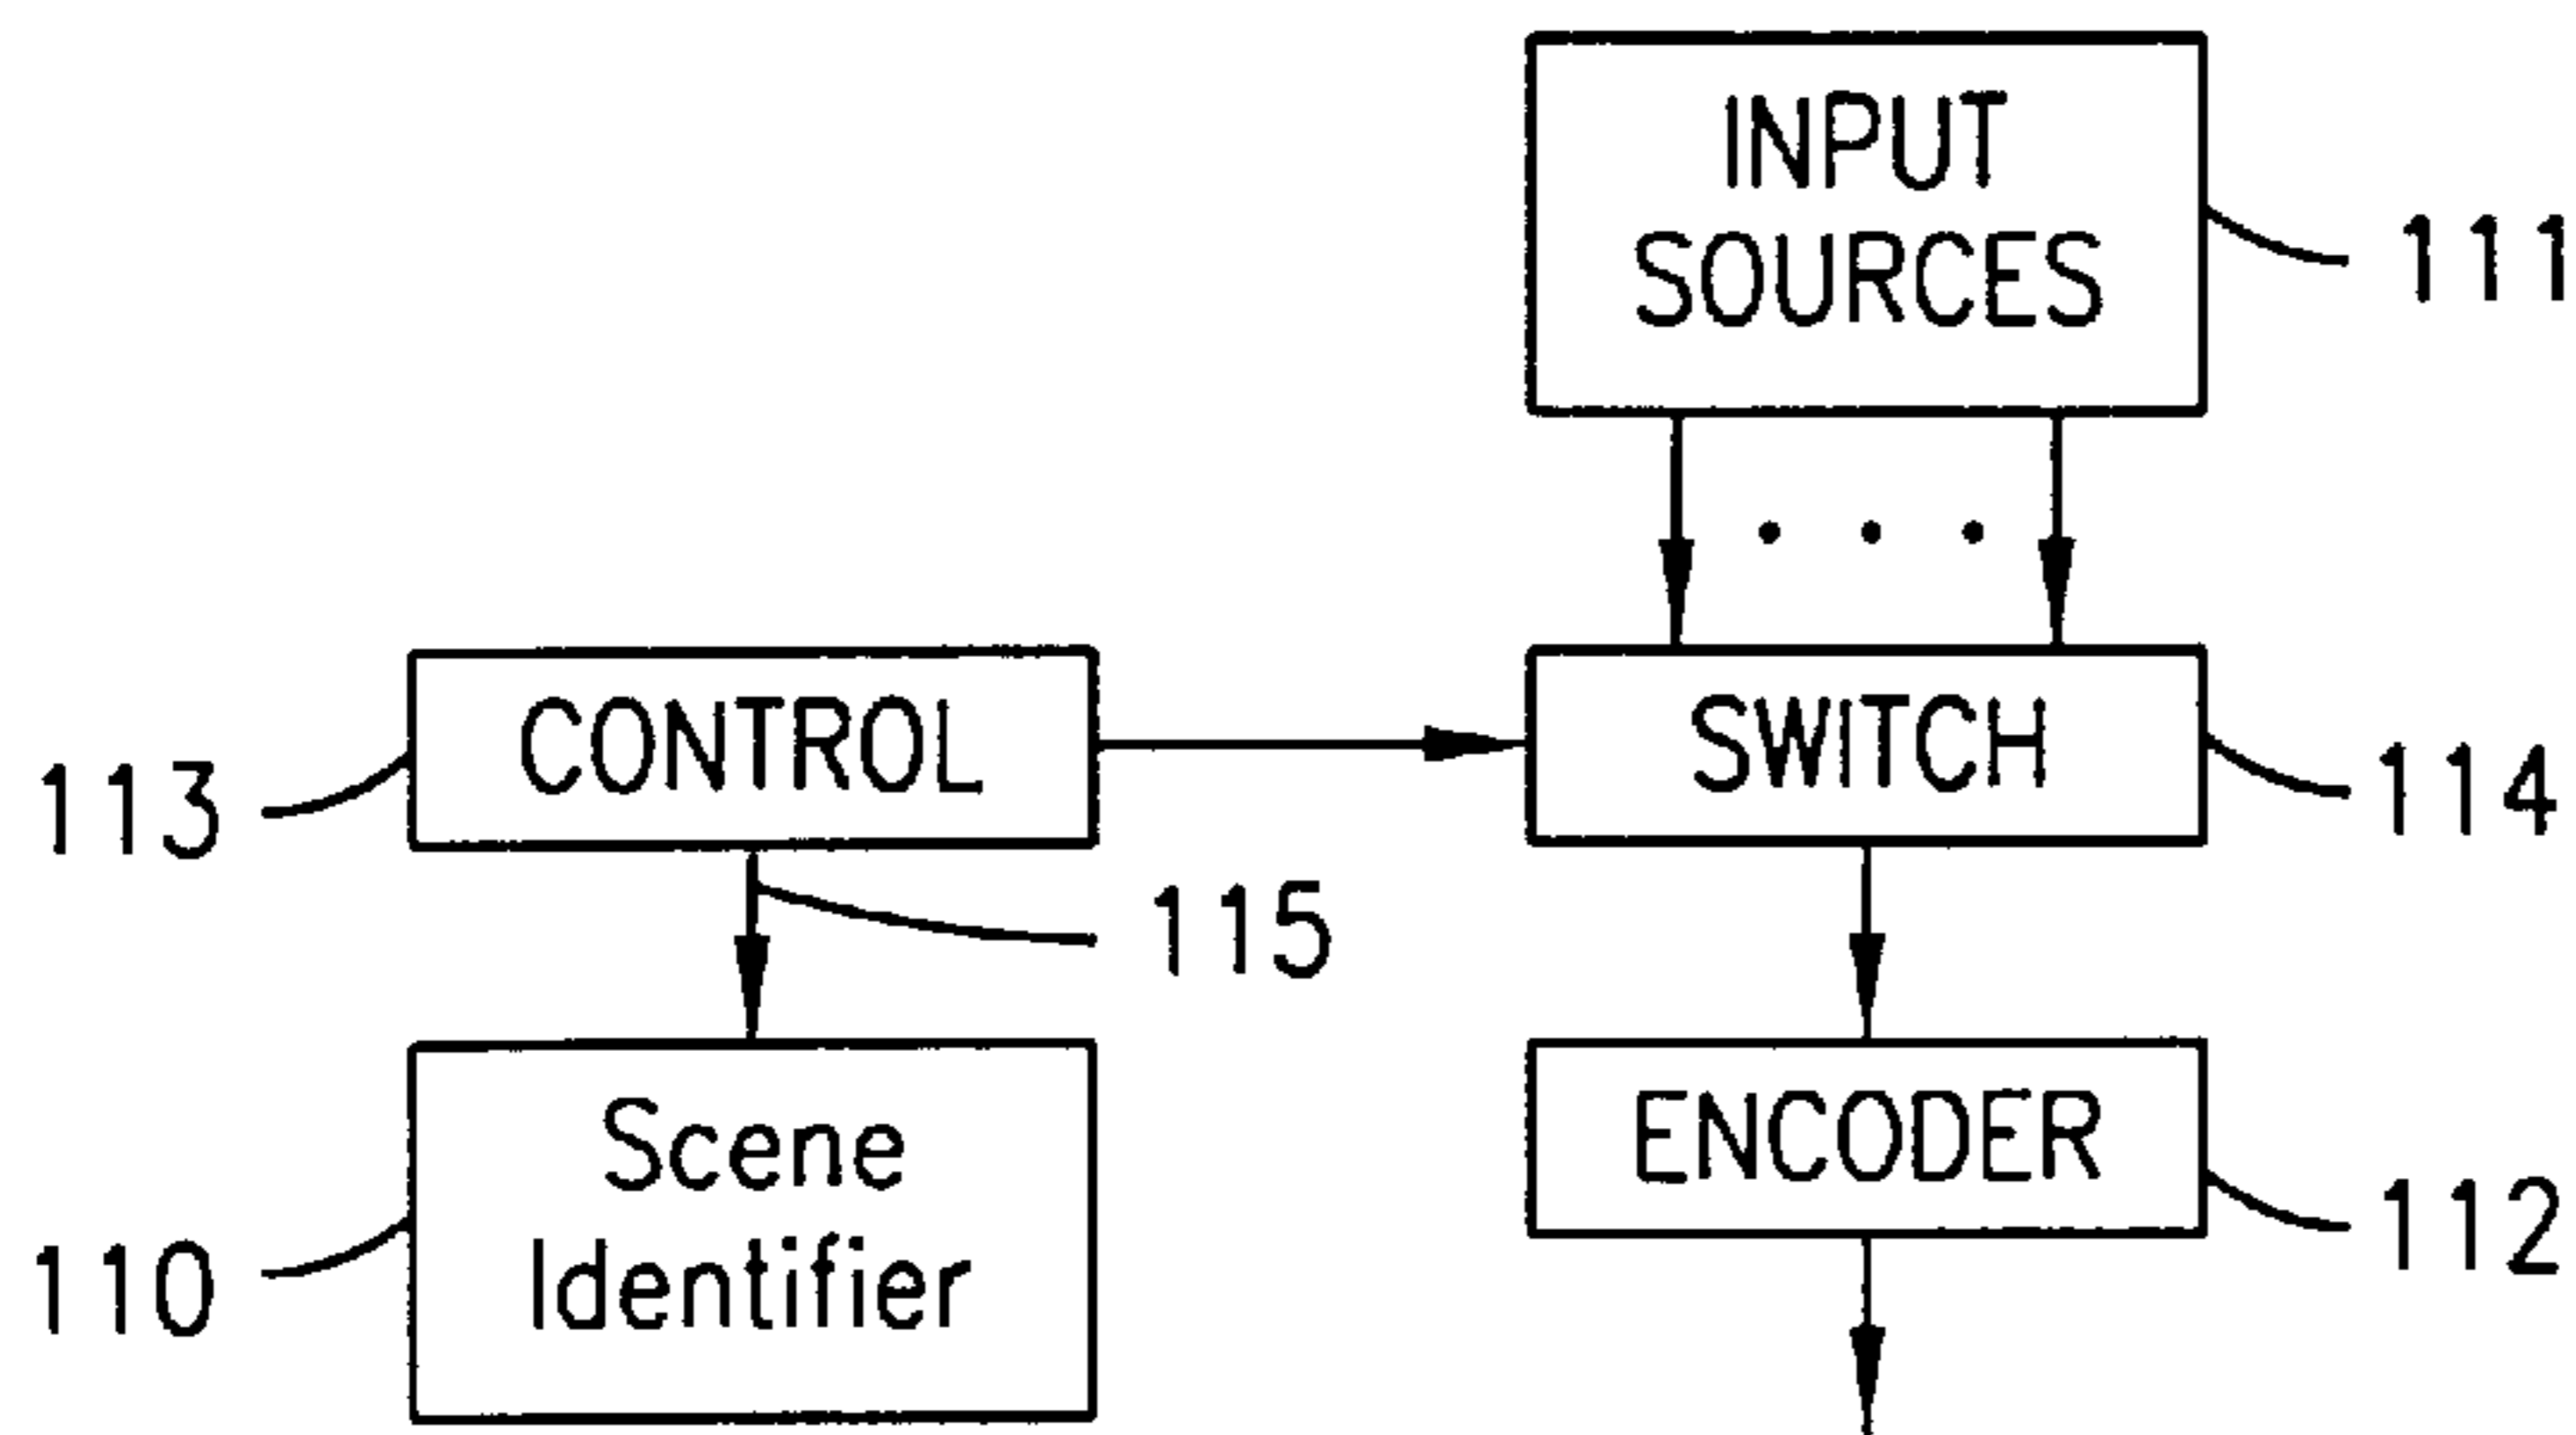 INPUT
SOURCES
111
CONTROL
SWITCH
113
114
115
Scene
Identifier
ENCODER
110
112